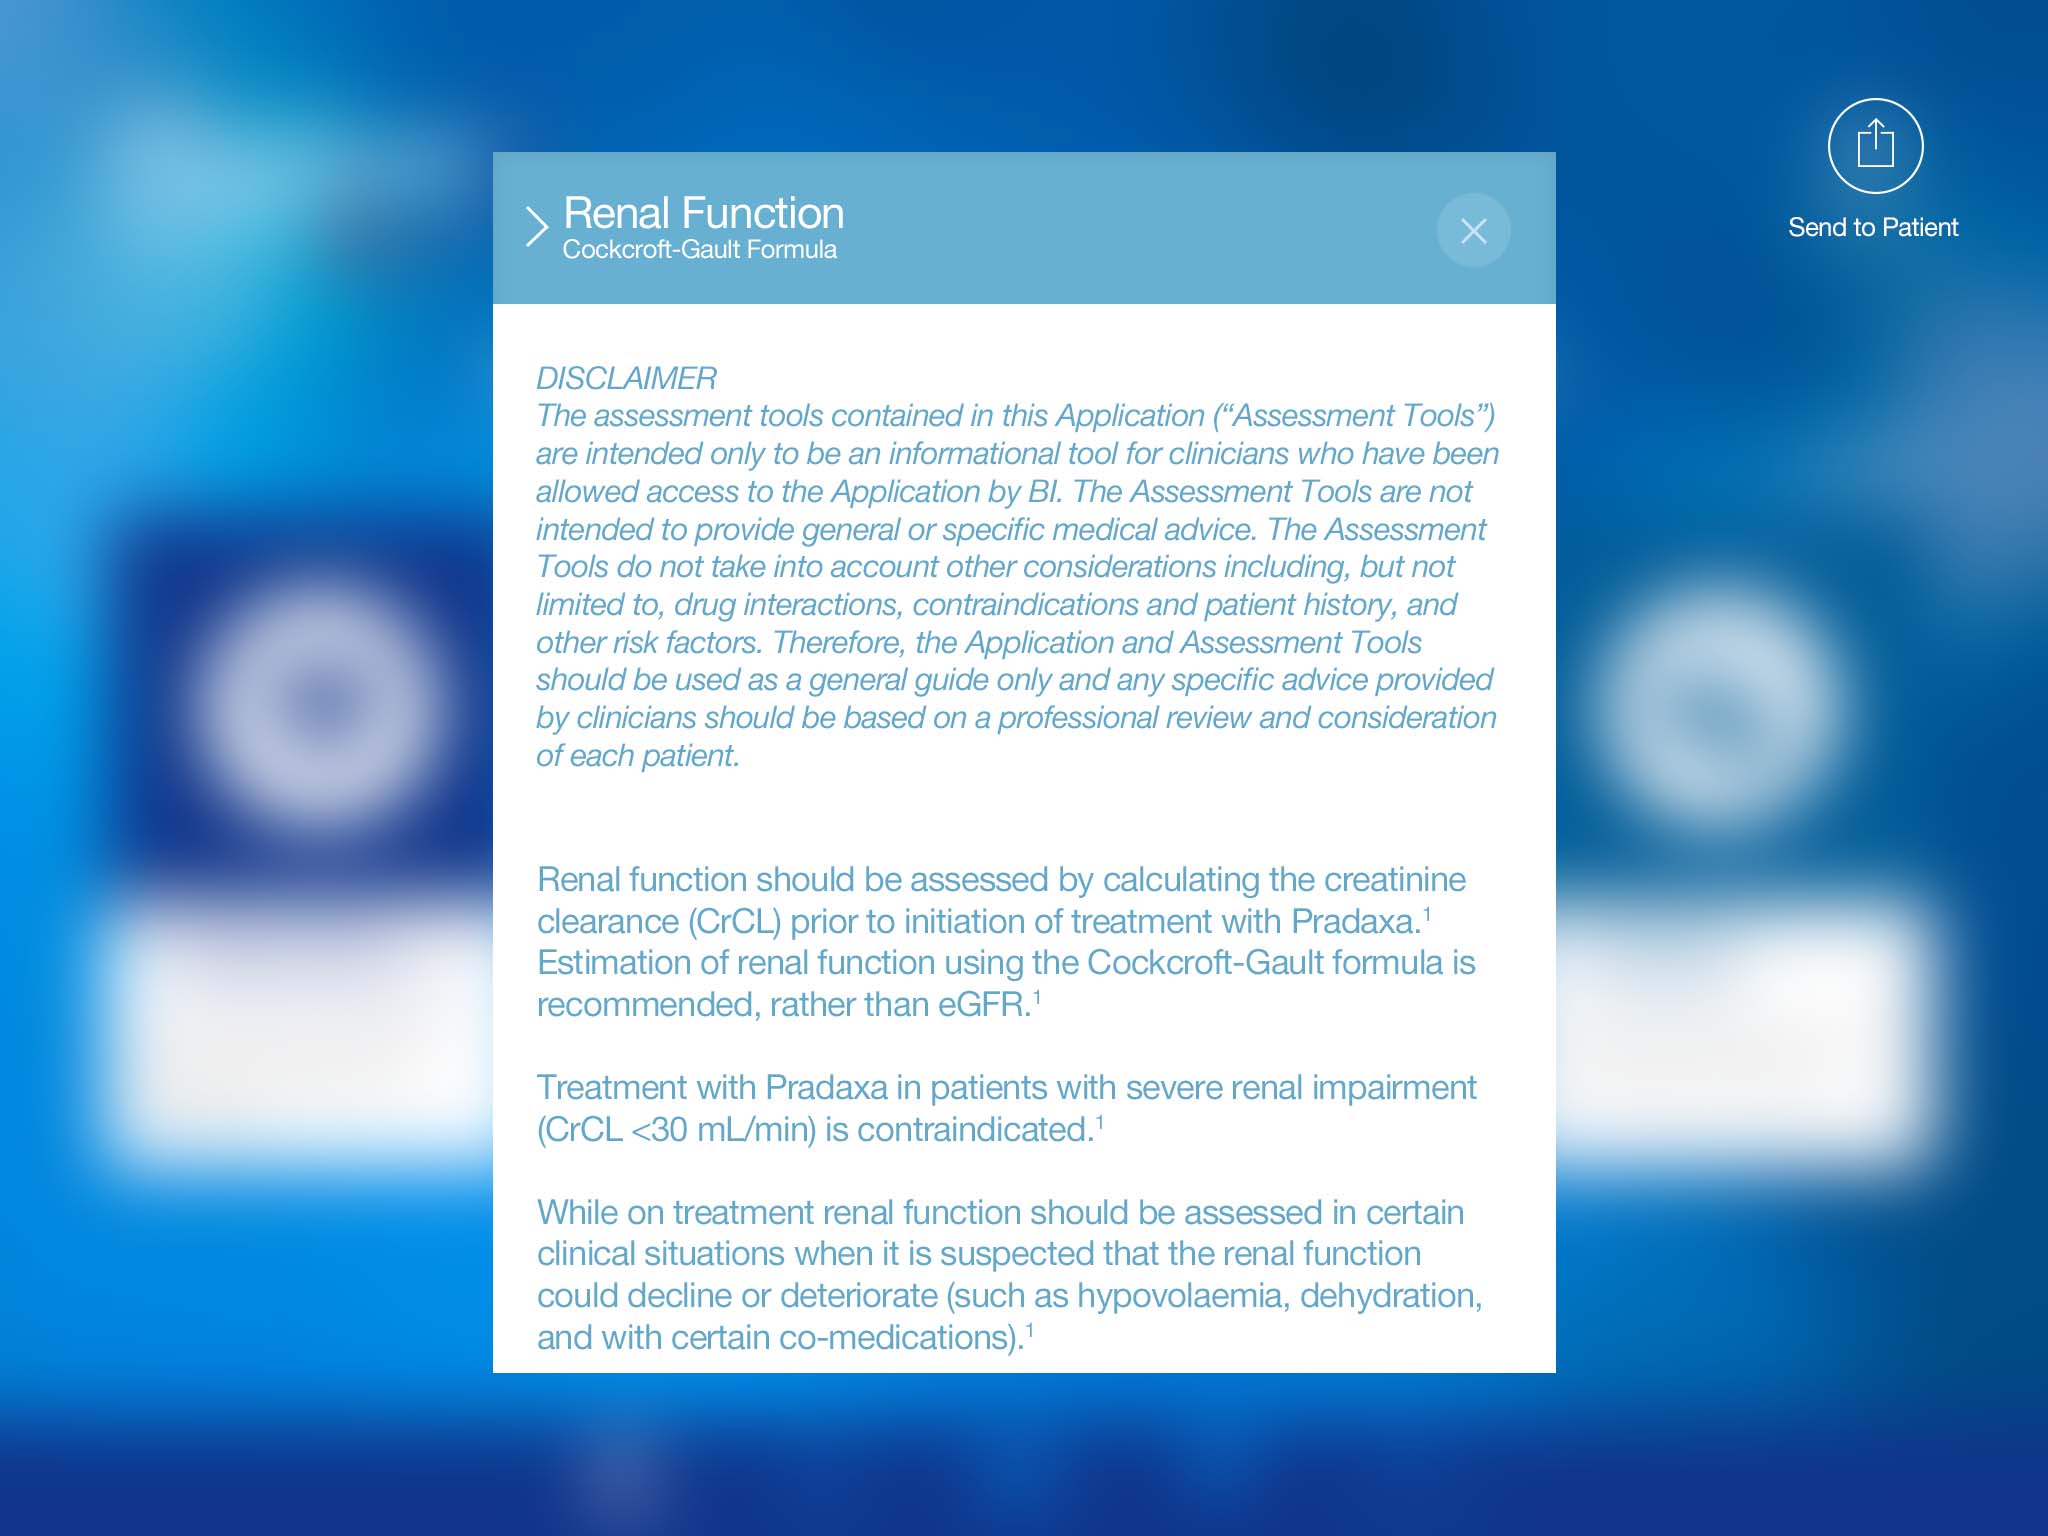 Renal Function
Cockcroft-Gault Formula
Send to Patient
DISCLAIMER
The assessment tools contained in this Application (“Assessment Tools”)
are intended only to be an informational tool for clinicians who have been
allowed access to the Application by BI. The Assessment Tools are not
intended to provide general or specific medical advice. The Assessment
Tools do not take into account other considerations including, but not
limited to, drug interactions, contraindications and patient history, and
other risk factors. Therefore, the Application and Assessment Tools
should be used as a general guide only and any specific advice provided
by clinicians should be based on a professional review and consideration
of each patient.
Renal function should be assessed by calculating the creatinine
clearance (CrCL) prior to initiation of treatment with Pradaxa.¹
Estimation of renal function using the Cockcroft-Gault formula is
recommended, rather than eGFR.¹
Treatment with Pradaxa in patients with severe renal impairment
(CrCL <30 mL/min) is contraindicated.¹
While on treatment renal function should be assessed in certain
clinical situations when it is suspected that the renal function
could decline or deteriorate (such as hypovolaemia, dehydration,
and with certain co-medications).¹